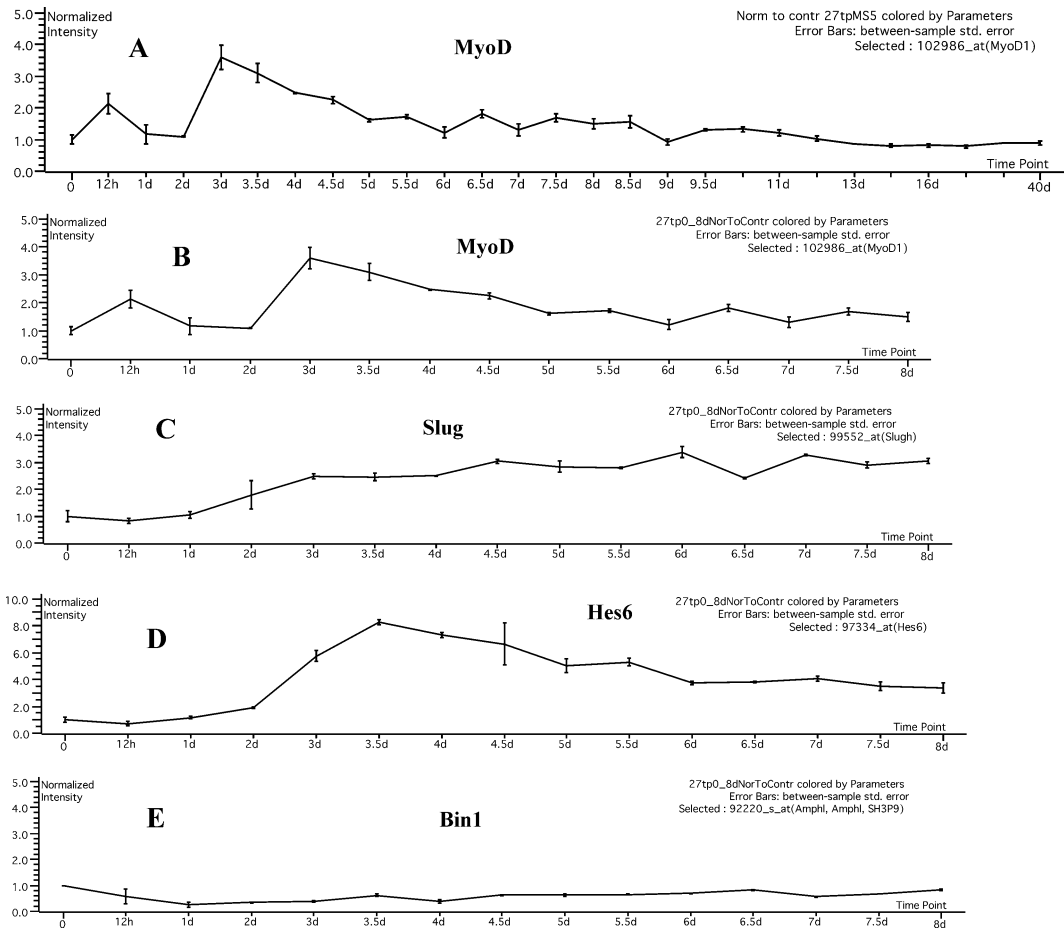 5.0 Normalized
Intensity
A
MyoD
Norm to contr 27tpMS5 colored by Parameters
Error Bars: between-sample std. error
Selected : 102986_at(MyoD1)
4.0
3.0
2.0
1.0
0.0
Time Point
0 12h 1d 2d 3d 3.5d 4d 4.5d 5d 5.5d 6d 6.5d 7d 7.5d 8d 8.5d 9d 9.5d 11d 13d 16d 40d
5.0 Normalized
Intensity
B
MyoD
27tp0_8dNorToContr colored by Parameters
Error Bars: between-sample std. error
Selected : 102986_at(MyoD1)
4.0
3.0
2.0
1.0
0.0
Time Point
0 12h 1d 2d 3d 3.5d 4d 4.5d 5d 5.5d 6d 6.5d 7d 7.5d 8d
5.0 Normalized
Intensity
C
Slug
27tp0_8dNorToContr colored by Parameters
Error Bars: between-sample std. error
Selected : 99552_at(Slugh)
4.0
3.0
2.0
1.0
0.0
Time Point
0 12h 1d 2d 3d 3.5d 4d 4.5d 5d 5.5d 6d 6.5d 7d 7.5d 8d
10.0 Normalized
Intensity
D
Hes6
27tp0_8dNorToContr colored by Parameters
Error Bars: between-sample std. error
Selected : 97334_at(Hes6)
8.0
6.0
4.0
2.0
0.0
Time Point
0 12h 1d 2d 3d 3.5d 4d 4.5d 5d 5.5d 6d 6.5d 7d 7.5d 8d
5.0 Normalized
Intensity
E
Bin1
27tp0_8dNorToContr colored by Parameters
Error Bars: between-sample std. error
Selected : 92220_s_at(Amphl, Amphl, SH3P9)
4.0
3.0
2.0
1.0
0.0
Time Point
0 12h 1d 2d 3d 3.5d 4d 4.5d 5d 5.5d 6d 6.5d 7d 7.5d 8d